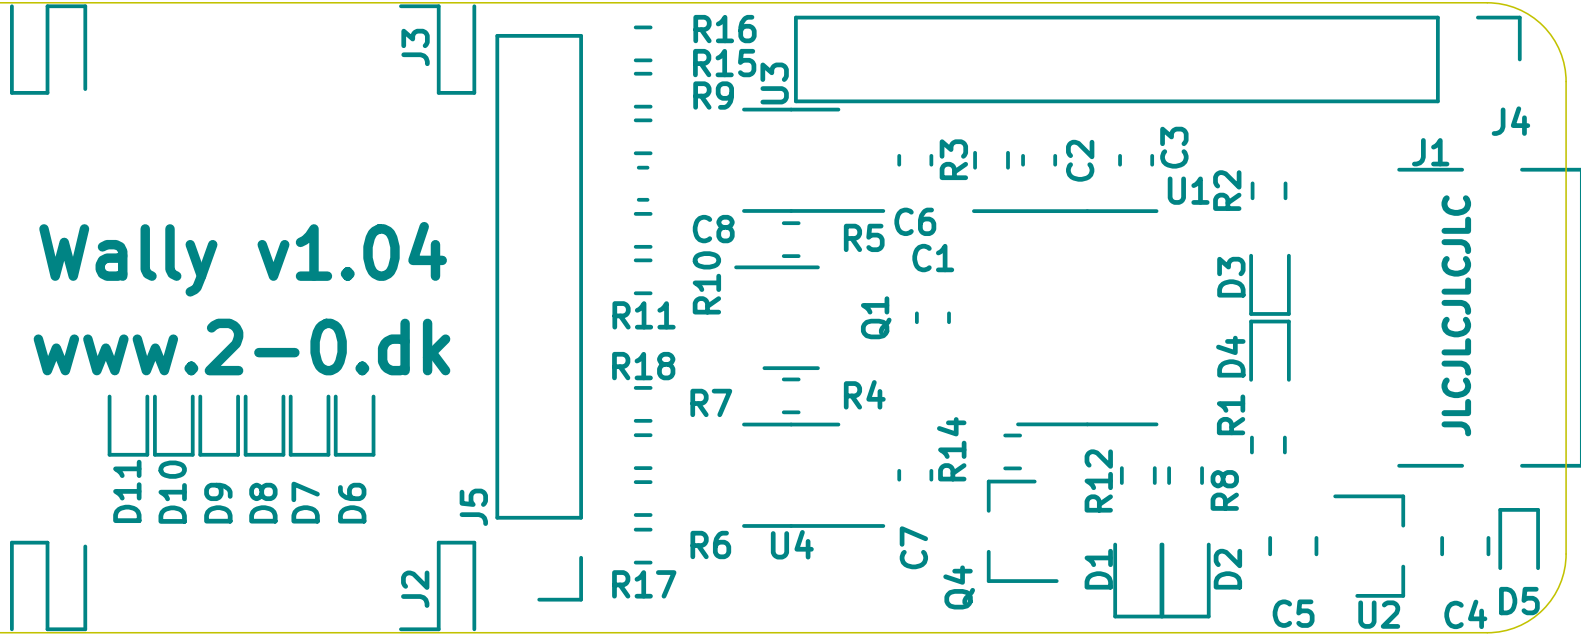 J3
R16
R15
U3
R9
J4
R3
C2
C3
J1
U1
R2
C8
R5
C6
C1
Wally v1.04
R10
D3
JLCJLCJLCJLC
R11
Q1
www.2-0.dk
R18
D4
R7
R4
R1
R14
D11
D10
D9
D8
D7
D6
J5
R12
R8
R6
U4
C7
J2
R17
Q4
D1
D2
C5
U2
C4
D5